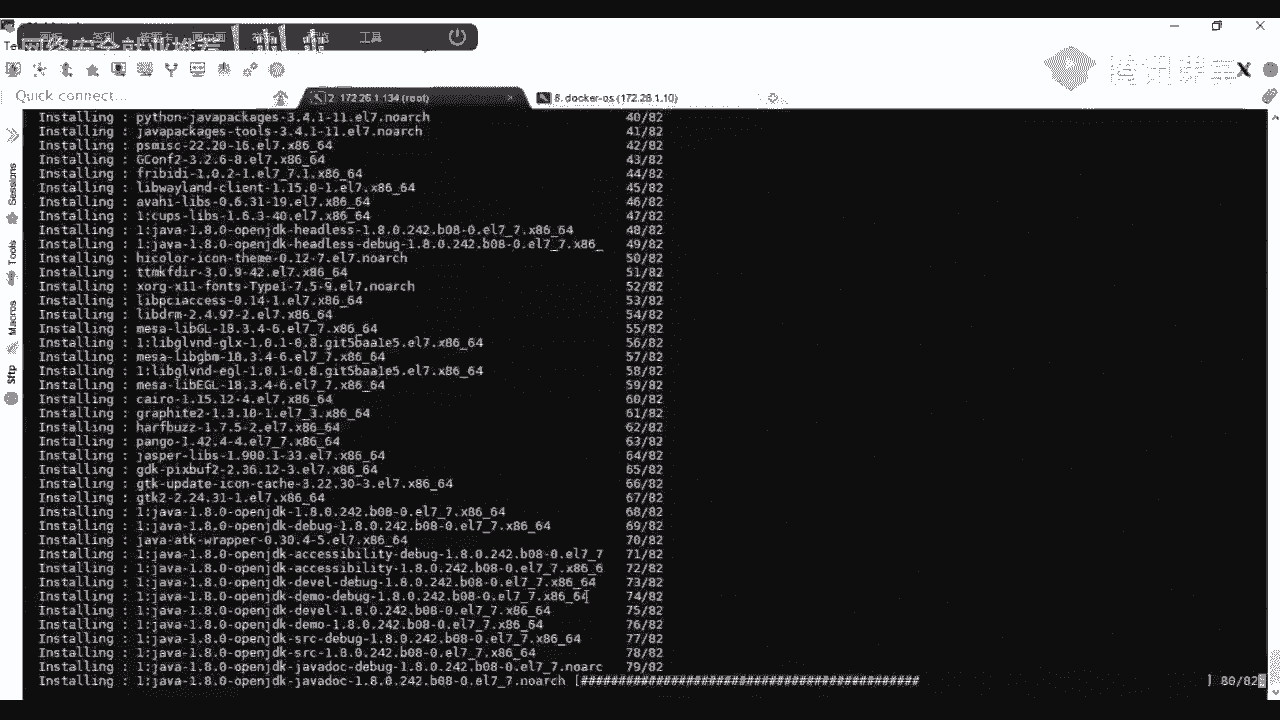 工具
Quick connect...
2. 172.26.1.134 (root)
8. docker-os (172.26.1.10)
Sessions
Tools
Macros
Sftp
Installing : python-javapackages-3.4.1-11.el7.noarch 40/82
Installing : javapackages-tools-3.4.1-11.el7.noarch 41/82
Installing : psmisc-22.20-16.el7.x86_64 42/82
Installing : GConf2-3.2.6-8.el7.x86_64 43/82
Installing : fribidi-1.0.2-1.el7_7.1.x86_64 44/82
Installing : libwayland-client-1.15.0-1.el7.x86_64 45/82
Installing : avahi-libs-0.6.31-19.el7.x86_64 46/82
Installing : 1:cups-libs-1.6.3-40.el7.x86_64 47/82
Installing : 1:java-1.8.0-openjdk-headless-1.8.0.242.b08-0.el7_7.x86_64 48/82
Installing : 1:java-1.8.0-openjdk-headless-debug-1.8.0.242.b08-0.el7_7.x86_ 49/82
Installing : hicolor-icon-theme-0.12-7.el7.noarch 50/82
Installing : ttmkfdir-3.0.9-42.el7.x86_64 51/82
Installing : xorg-x11-fonts-Type1-7.5-9.el7.noarch 52/82
Installing : libpciaccess-0.14-1.el7.x86_64 53/82
Installing : libdrm-2.4.97-2.el7.x86_64 54/82
Installing : mesa-libGL-18.3.4-6.el7_7.x86_64 55/82
Installing : 1:libglvnd-glx-1.0.1-0.8.git5baa1e5.el7.x86_64 56/82
Installing : mesa-libgbm-18.3.4-6.el7_7.x86_64 57/82
Installing : 1:libglvnd-egl-1.0.1-0.8.git5baa1e5.el7.x86_64 58/82
Installing : mesa-libEGL-18.3.4-6.el7_7.x86_64 59/82
Installing : cairo-1.15.12-4.el7.x86_64 60/82
Installing : graphite2-1.3.10-1.el7_3.x86_64 61/82
Installing : harfbuzz-1.7.5-2.el7.x86_64 62/82
Installing : pango-1.42.4-4.el7_7.x86_64 63/82
Installing : jasper-libs-1.900.1-33.el7.x86_64 64/82
Installing : gdk-pixbuf2-2.36.12-3.el7.x86_64 65/82
Installing : gtk-update-icon-cache-3.22.30-3.el7.x86_64 66/82
Installing : gtk2-2.24.31-1.el7.x86_64 67/82
Installing : 1:java-1.8.0-openjdk-1.8.0.242.b08-0.el7_7.x86_64 68/82
Installing : 1:java-1.8.0-openjdk-debug-1.8.0.242.b08-0.el7_7.x86_64 69/82
Installing : java-atk-wrapper-0.30.4-5.el7.x86_64 70/82
Installing : 1:java-1.8.0-openjdk-accessibility-debug-1.8.0.242.b08-0.el7_7 71/82
Installing : 1:java-1.8.0-openjdk-accessibility-1.8.0.242.b08-0.el7_7.x86_6 72/82
Installing : 1:java-1.8.0-openjdk-devel-debug-1.8.0.242.b08-0.el7_7.x86_64 73/82
Installing : 1:java-1.8.0-openjdk-demo-debug-1.8.0.242.b08-0.el7_7.x86_64 74/82
Installing : 1:java-1.8.0-openjdk-devel-1.8.0.242.b08-0.el7_7.x86_64 75/82
Installing : 1:java-1.8.0-openjdk-demo-1.8.0.242.b08-0.el7_7.x86_64 76/82
Installing : 1:java-1.8.0-openjdk-src-debug-1.8.0.242.b08-0.el7_7.x86_64 77/82
Installing : 1:java-1.8.0-openjdk-src-1.8.0.242.b08-0.el7_7.x86_64 78/82
Installing : 1:java-1.8.0-openjdk-javadoc-debug-1.8.0.242.b08-0.el7_7.noarc 79/82
Installing : 1:java-1.8.0-openjdk-javadoc-1.8.0.242.b08-0.el7_7.noarch [############################################# ] 80/82